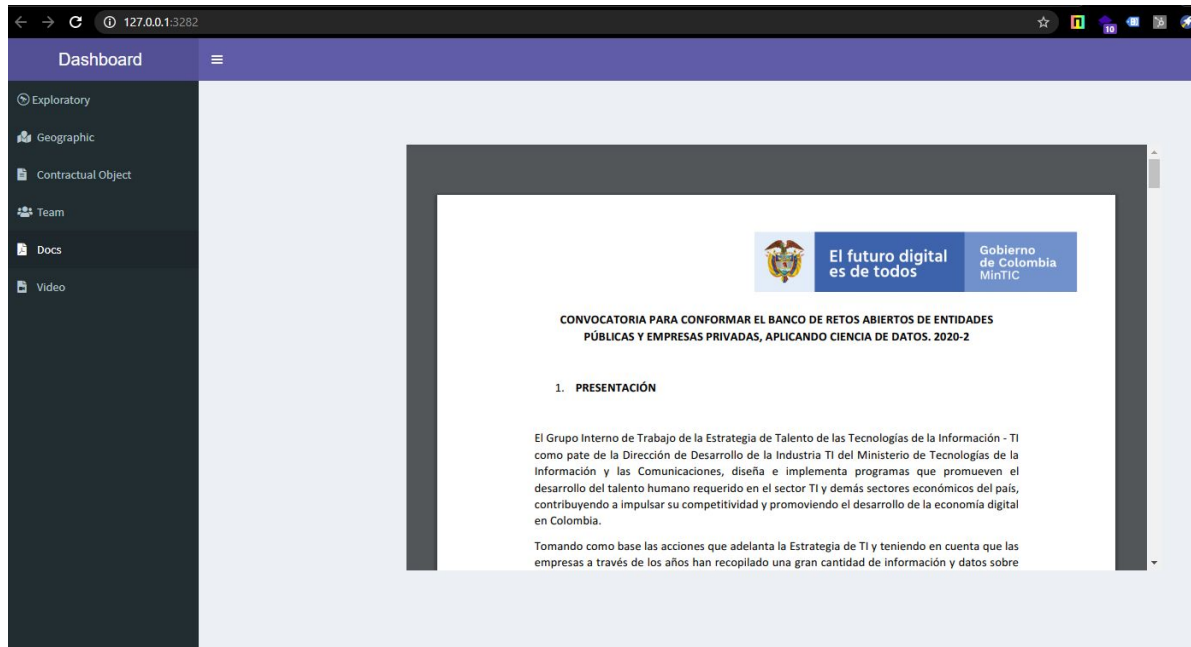 127.0.0.1:3282
10
Dashboard
Exploratory
Geographic
Contractual Object
Team
Docs
Video
El futuro digital
es de todos
Gobierno
de Colombia
MinTIC
CONVOCATORIA PARA CONFORMAR EL BANCO DE RETOS ABIERTOS DE ENTIDADES
PÚBLICAS Y EMPRESAS PRIVADAS, APLICANDO CIENCIA DE DATOS. 2020-2
1. PRESENTACIÓN
El Grupo Interno de Trabajo de la Estrategia de Talento de las Tecnologías de la Información - TI
como pate de la Dirección de Desarrollo de la Industria TI del Ministerio de Tecnologías de la
Información y las Comunicaciones, diseña e implementa programas que promueven el
desarrollo del talento humano requerido en el sector TI y demás sectores económicos del país,
contribuyendo a impulsar su competitividad y promoviendo el desarrollo de la economía digital
en Colombia.
Tomando como base las acciones que adelanta la Estrategia de TI y teniendo en cuenta que las
empresas a través de los años han recopilado una gran cantidad de información y datos sobre